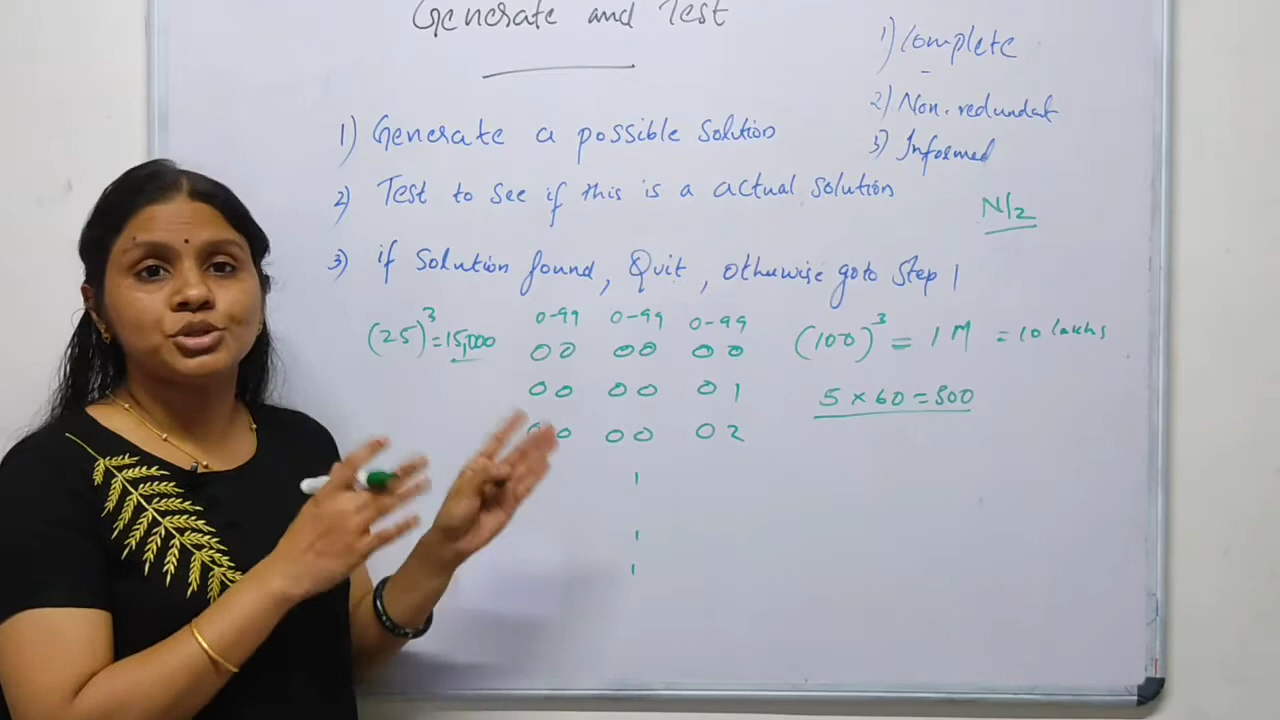 Generate and Test
1) Complete
2) Non-redundat
3) Informed
N/2
1) Generate a possible solution
2) Test to see if this is a actual solution
3) if solution found, Quit, otherwise goto Step 1
(25)³ = 15,000
0-99 0-99 0-99
00 00 00
00 00 01
00 00 02
(100)³ = 1 M = 10 lakhs
5 × 60 = 300